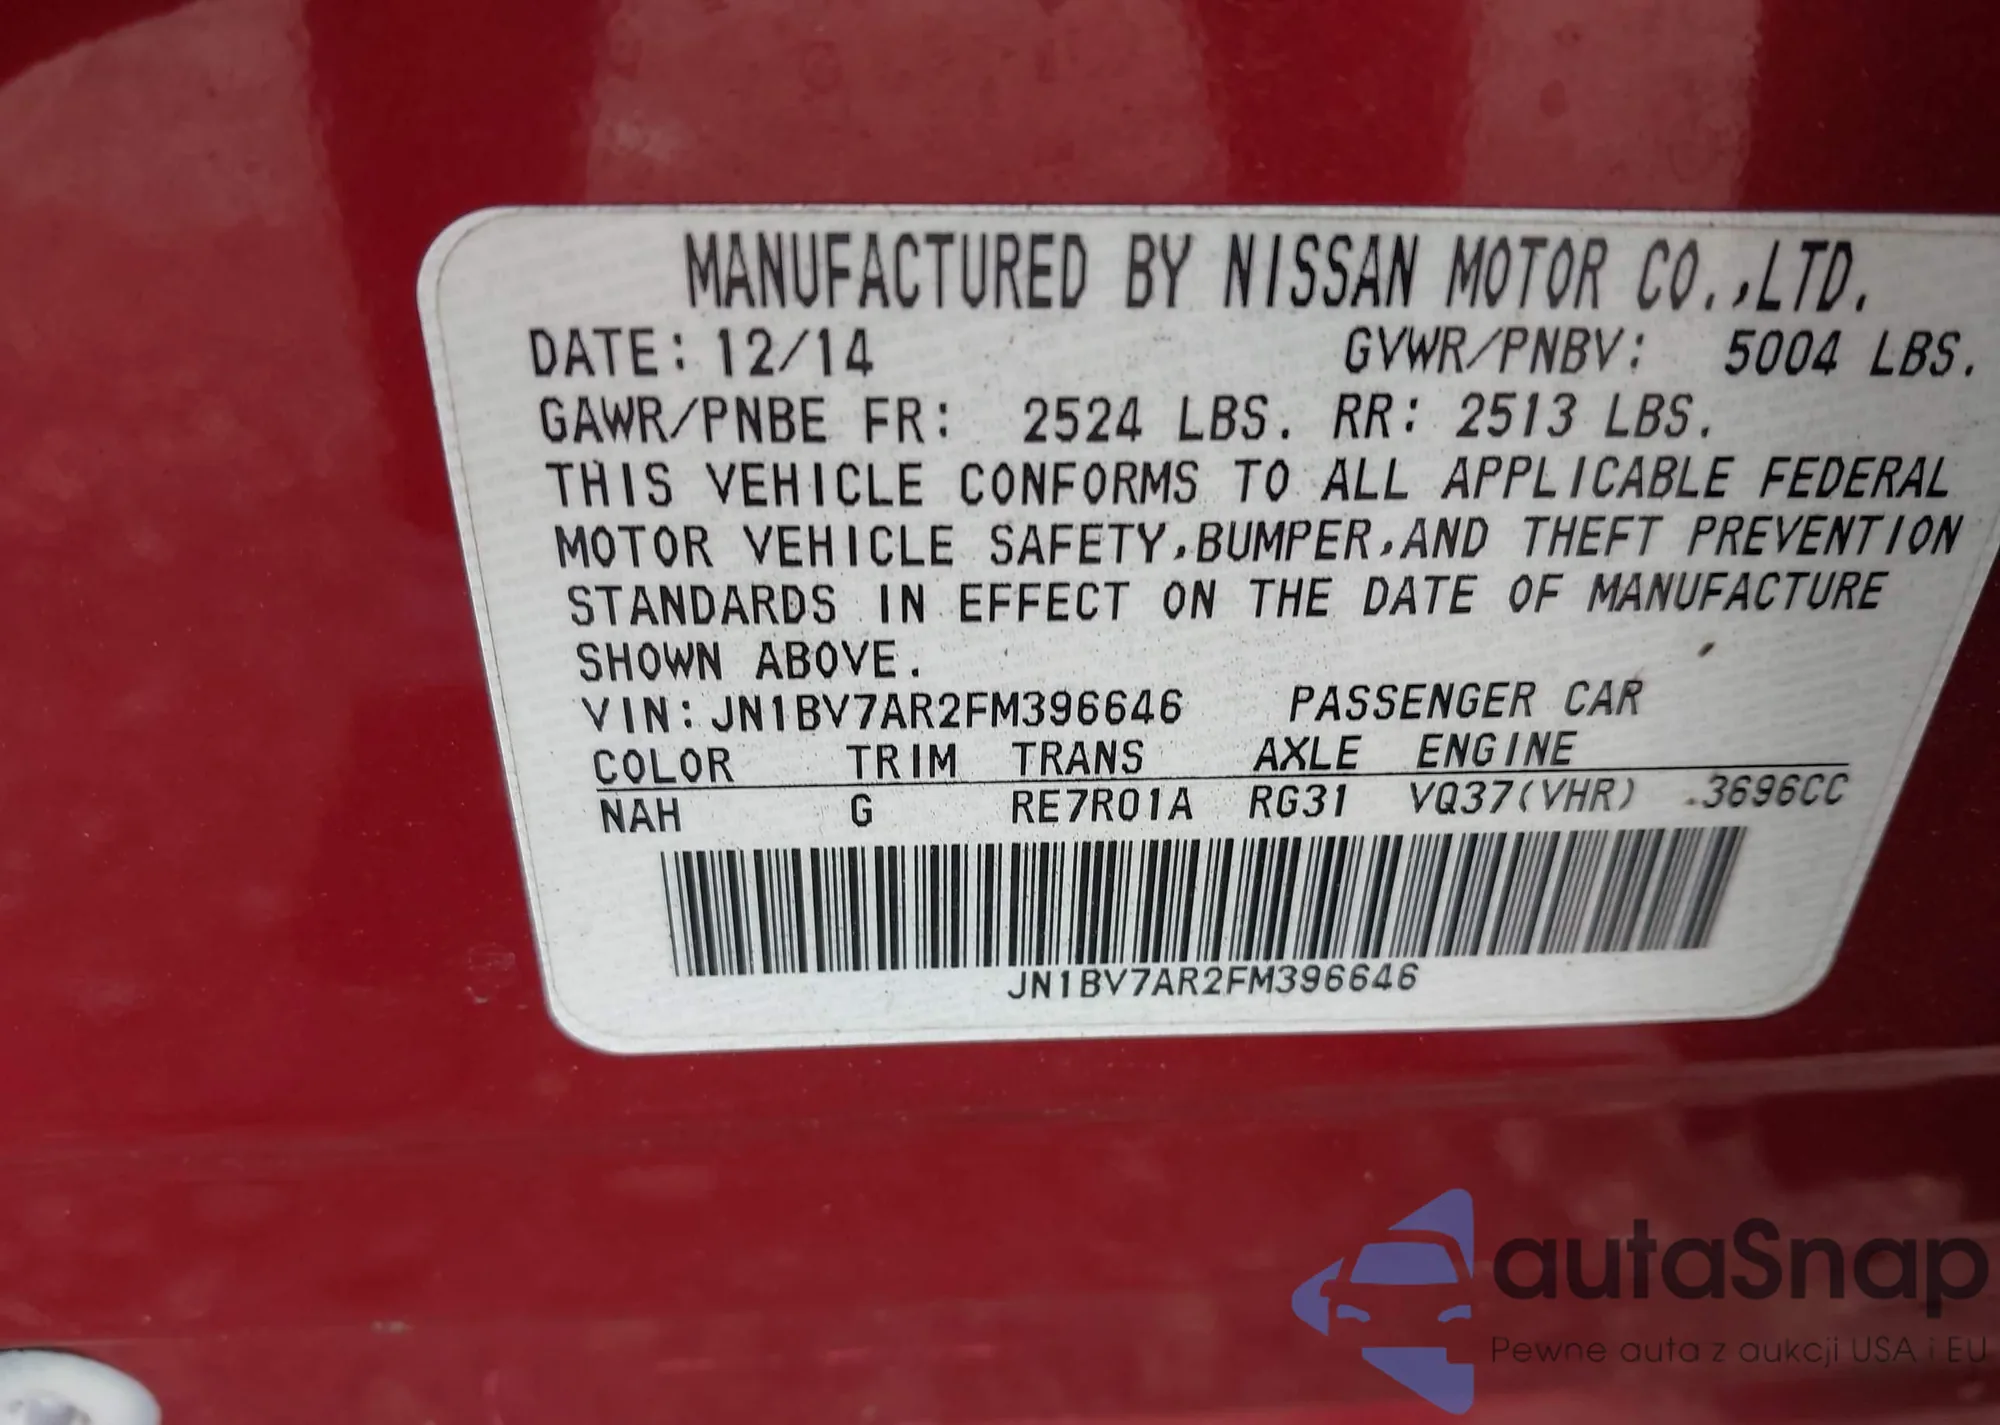 MANUFACTURED BY NISSAN MOTOR CO.,LTD.
DATE: 12/14 GVWR/PNBV: 5004 LBS.
GAWR/PNBE FR: 2524 LBS. RR: 2513 LBS.
THIS VEHICLE CONFORMS TO ALL APPLICABLE FEDERAL
MOTOR VEHICLE SAFETY,BUMPER,AND THEFT PREVENTION
STANDARDS IN EFFECT ON THE DATE OF MANUFACTURE
SHOWN ABOVE.
VIN:JN1BV7AR2FM396646 PASSENGER CAR
COLOR TRIM TRANS AXLE ENGINE
NAH G RE7R01A RG31 VQ37(VHR) .3696CC
JN1BV7AR2FM396646
autaSnap
Pewne auta z aukcji USA i EU